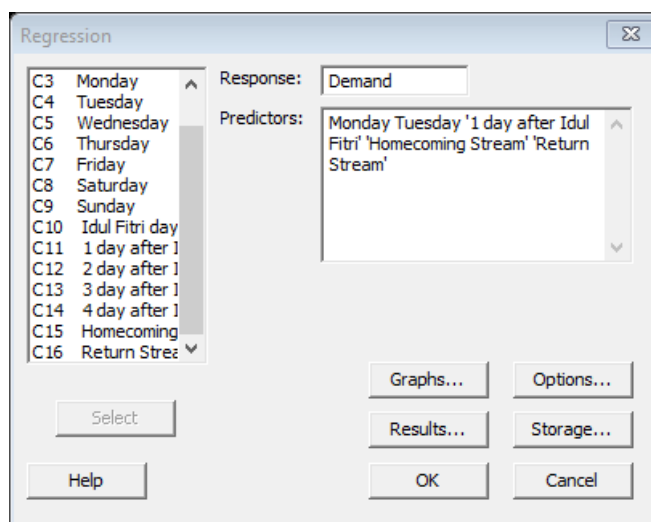 Regression
C3 Monday
C4 Tuesday
C5 Wednesday
C6 Thursday
C7 Friday
C8 Saturday
C9 Sunday
C10 Idul Fitri day
C11 1 day after I
C12 2 day after I
C13 3 day after I
C14 4 day after I
C15 Homecoming
C16 Return Strea
Response:
Demand
Predictors:
Monday Tuesday '1 day after Idul
Fitri' 'Homecoming Stream' 'Return
Stream'
Graphs...
Options...
Select
Results...
Storage...
Help
OK
Cancel